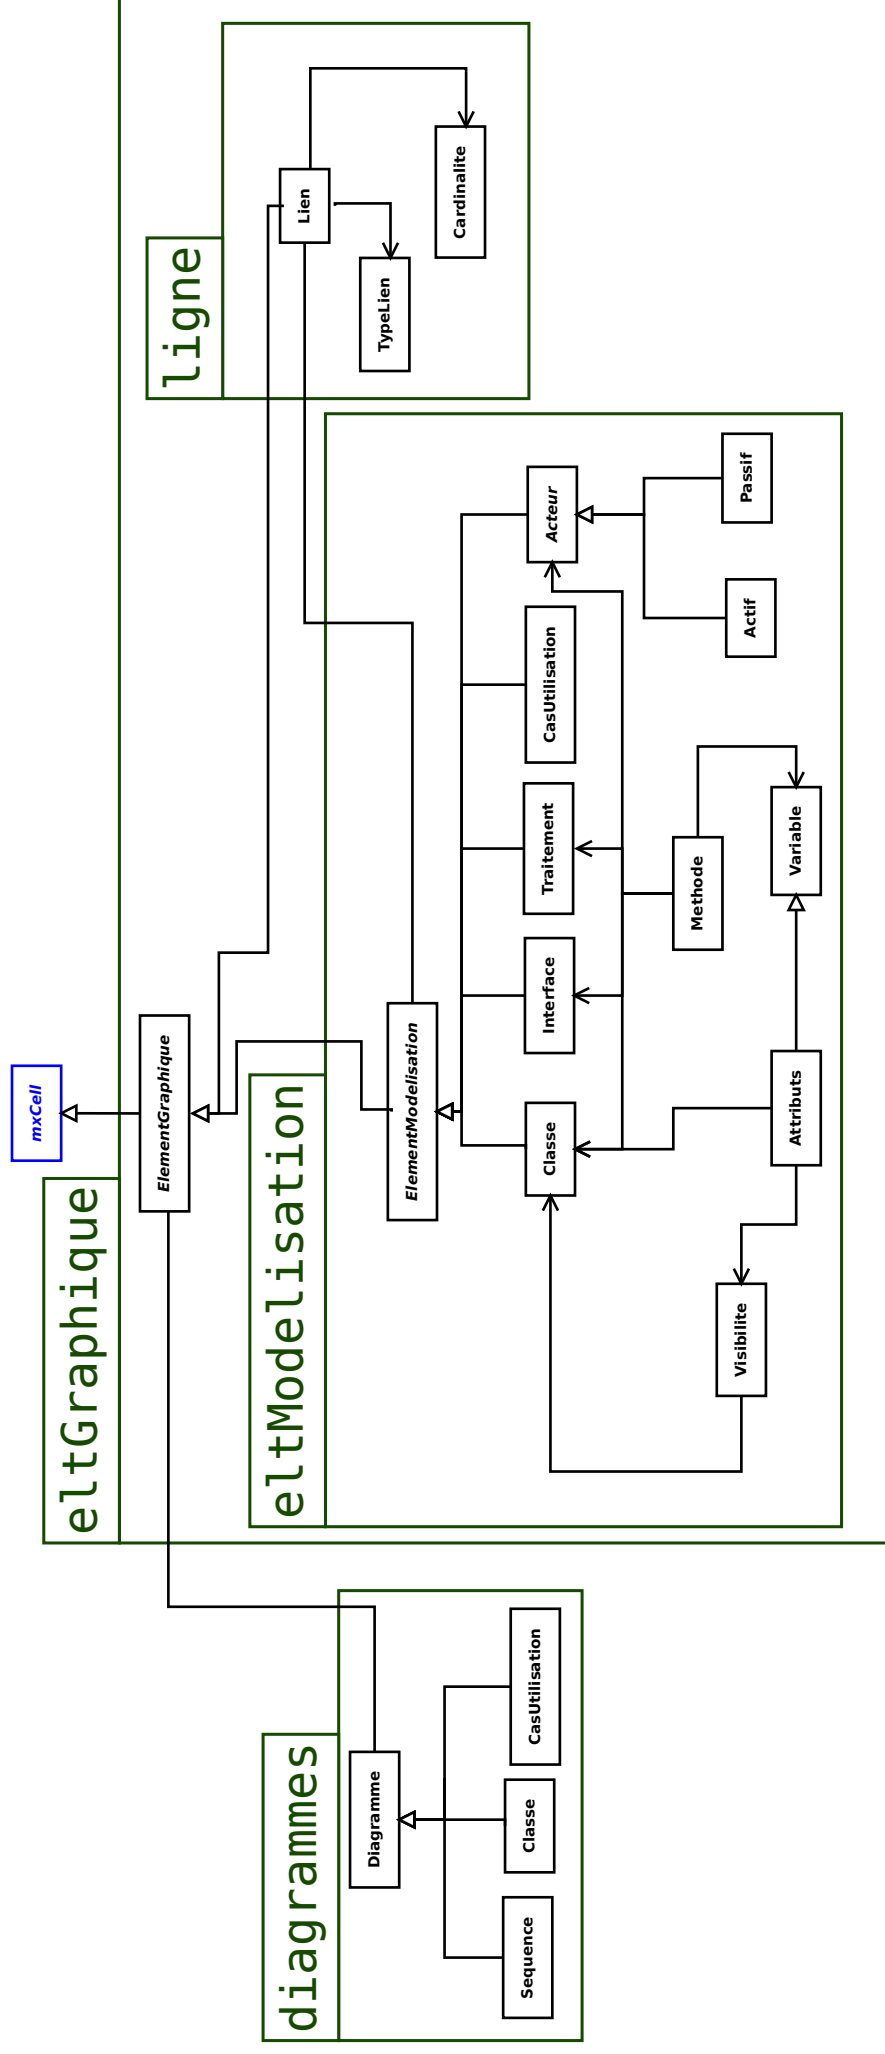 mxCell
eltGraphique
ElementGraphique
ligne
Lien
TypeLien
Cardinalite
eltModelisation
ElementModelisation
Classe
Interface
Traitement
CasUtilisation
Acteur
Visibilite
Attributs
Methode
Variable
Actif
Passif
diagrammes
Diagramme
Sequence
Classe
CasUtilisation